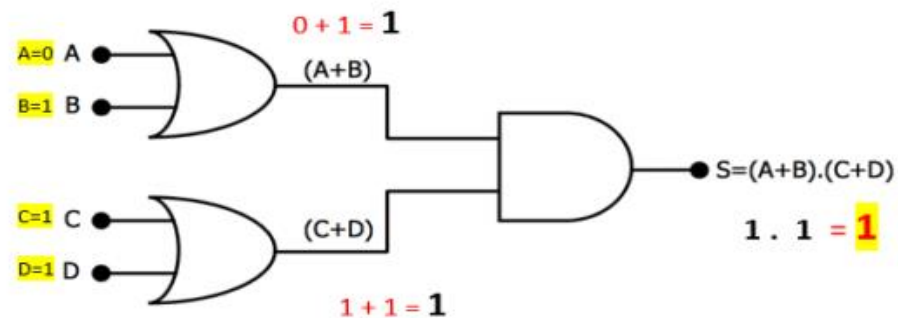 0 + 1 = 1
A=0 A
(A+B)
B=1 B
S=(A+B).(C+D)
C=1 C
(C+D)
1 . 1 = 1
D=1 D
1 + 1 = 1